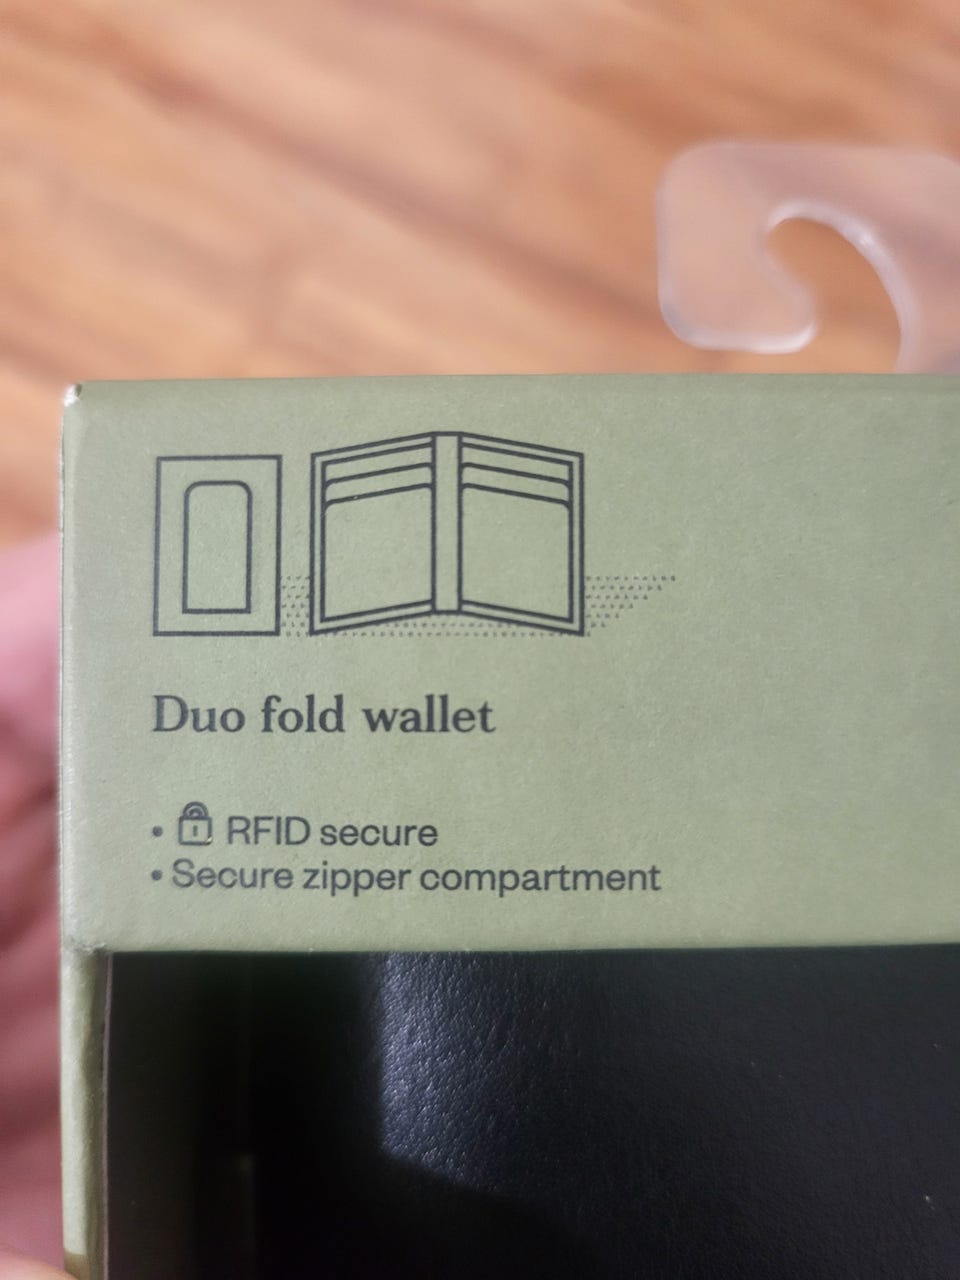 Duo fold wallet
• RFID secure
• Secure zipper compartment